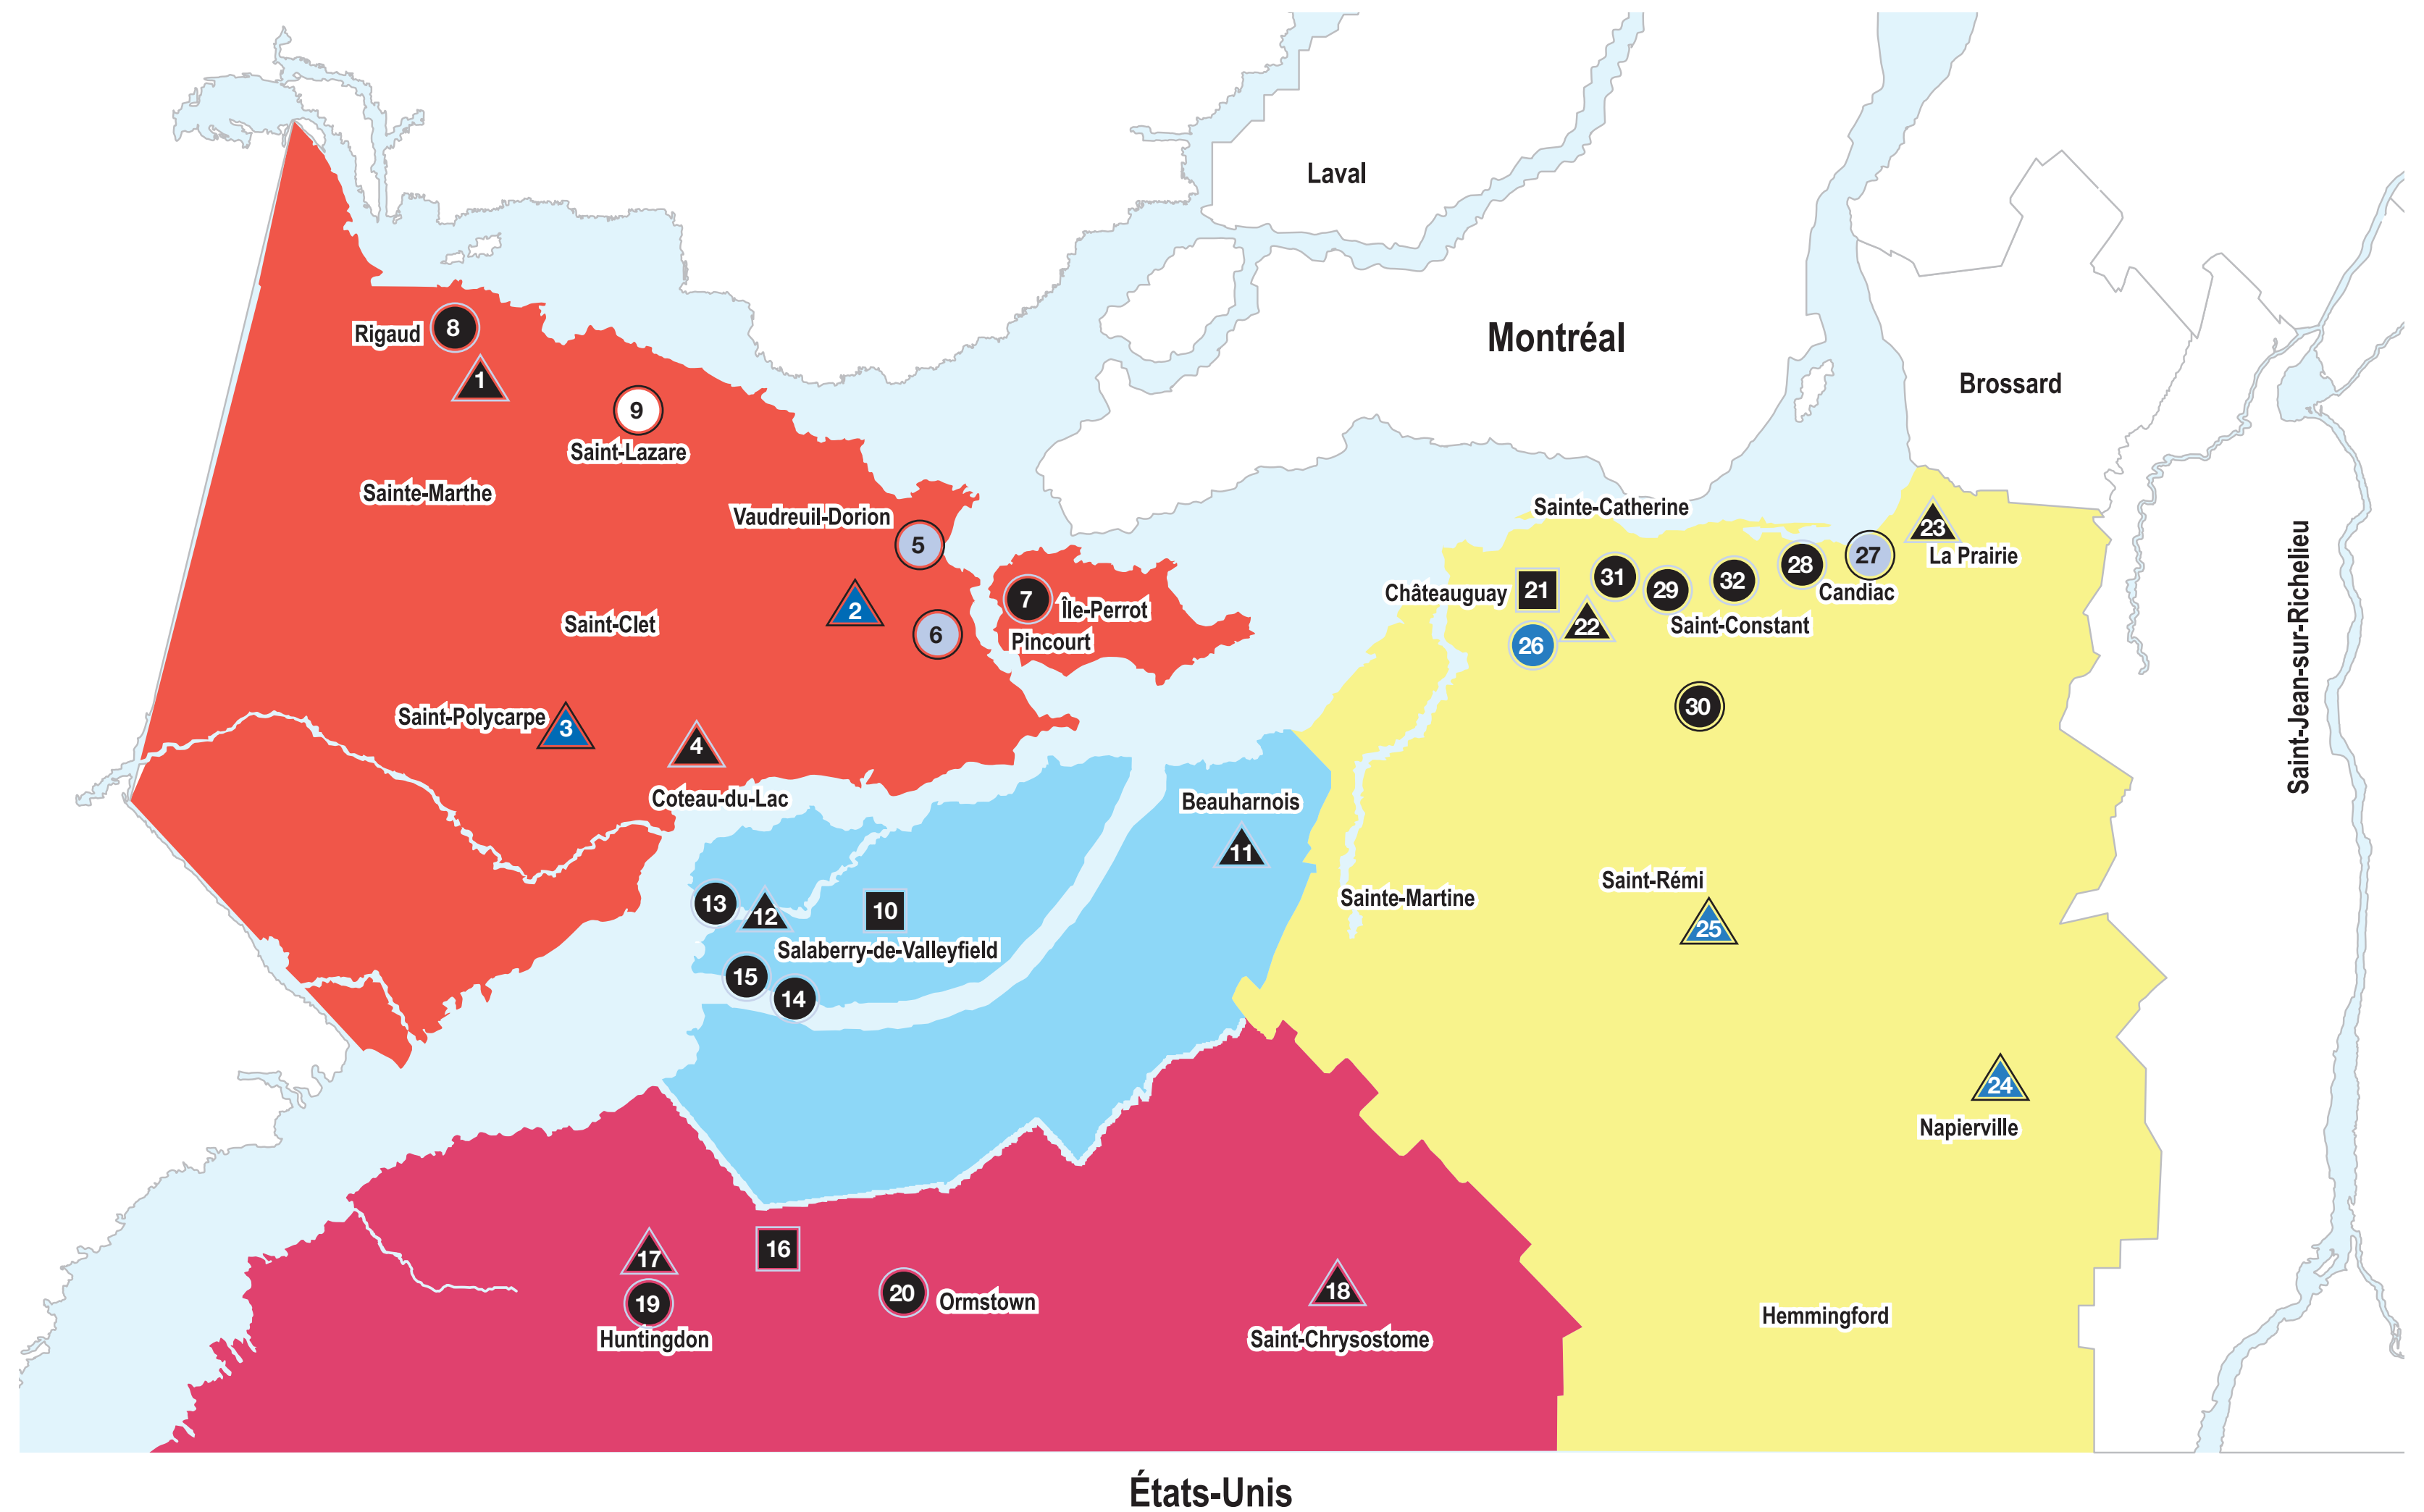 Laval
Montréal
Rigaud
8
1
Brossard
9
Saint-Lazare
Sainte-Marthe
Vaudreuil-Dorion
5
Sainte-Catherine
23
La Prairie
27
28
Candiac
31
29
32
Châteauguay
21
22
Saint-Constant
26
2
7
Île-Perrot
Pincourt
6
Saint-Clet
Saint-Jean-sur-Richelieu
Saint-Polycarpe
3
4
30
Coteau-du-Lac
Beauharnois
11
Saint-Rémi
25
Sainte-Martine
13
12
10
Salaberry-de-Valleyfield
15
14
24
Napierville
17
16
19
Huntingdon
20
Ormstown
18
Saint-Chrysostome
Hemmingford
États-Unis